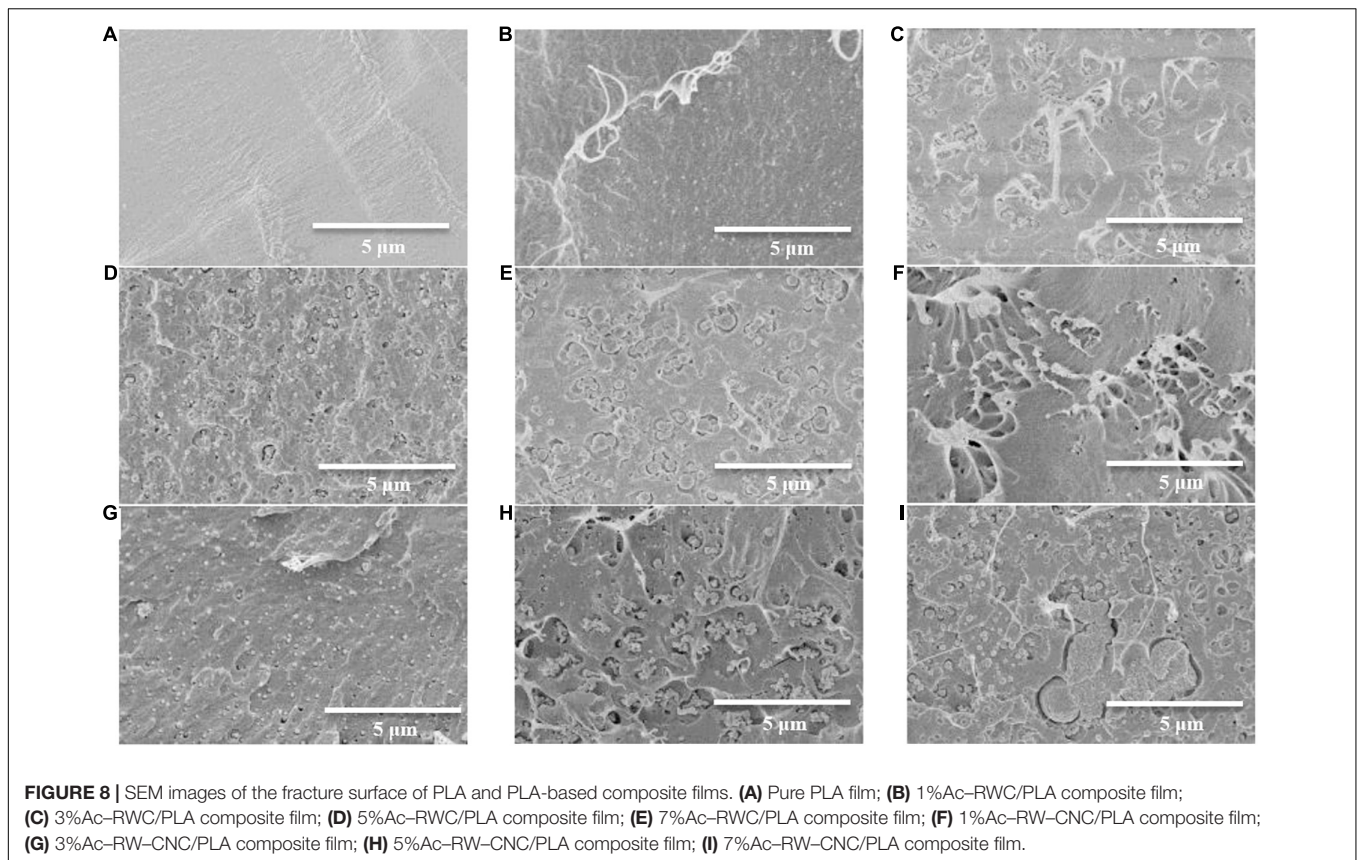 A B C
5 µm 5 µm 5 µm
D E F
5 µm 5 µm 5 µm
G H I
5 µm 5 µm 5 µm
FIGURE 8 | SEM images of the fracture surface of PLA and PLA-based composite films. (A) Pure PLA film; (B) 1%Ac–RWC/PLA composite film;
(C) 3%Ac–RWC/PLA composite film; (D) 5%Ac–RWC/PLA composite film; (E) 7%Ac–RWC/PLA composite film; (F) 1%Ac–RW–CNC/PLA composite film;
(G) 3%Ac–RW–CNC/PLA composite film; (H) 5%Ac–RW–CNC/PLA composite film; (I) 7%Ac–RW–CNC/PLA composite film.